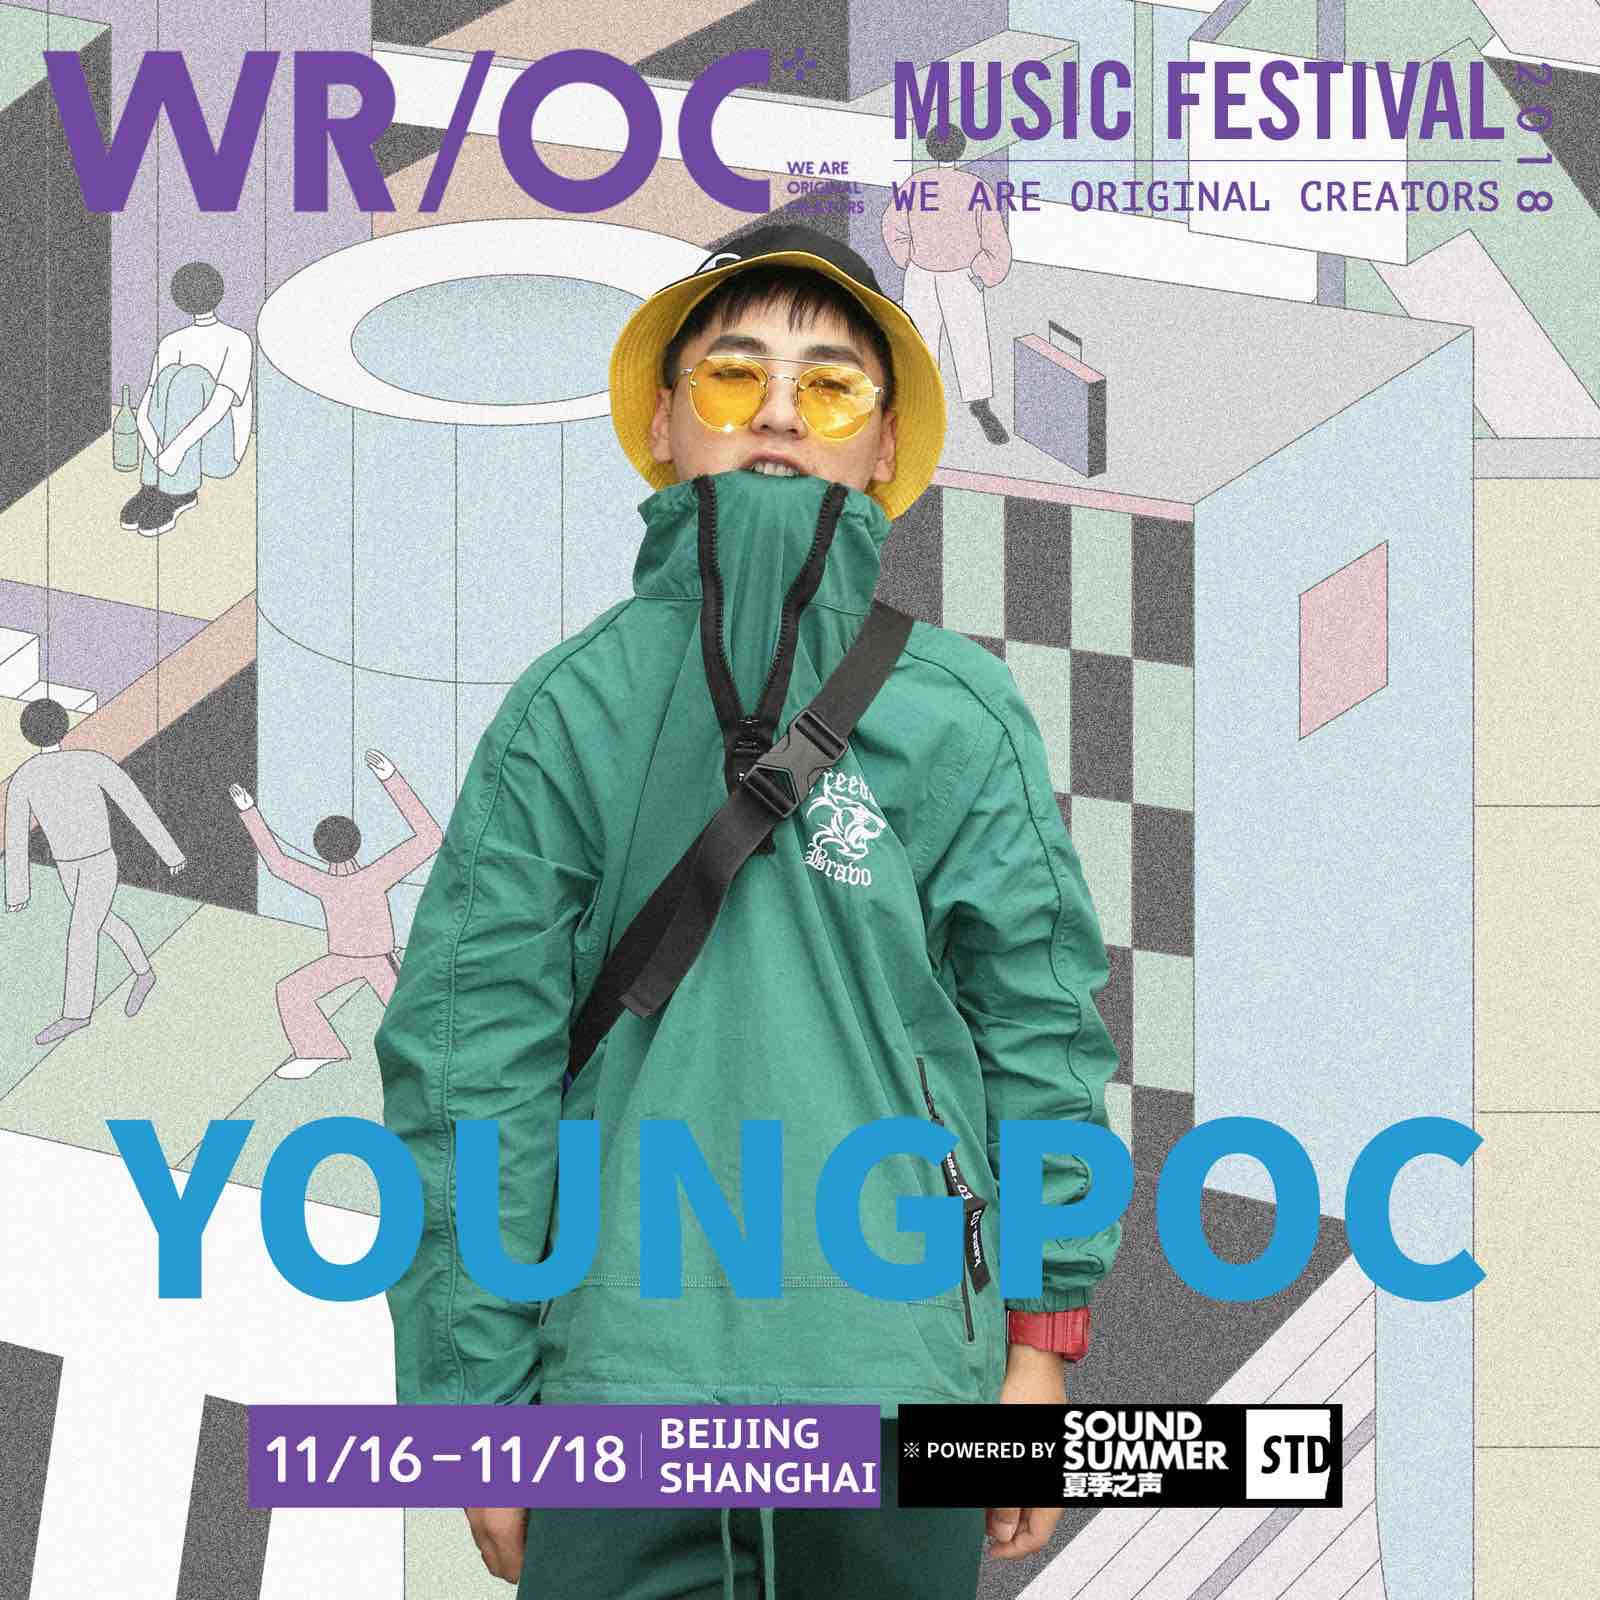 WR/OC
WE ARE
ORIGINAL
CREATORS
MUSIC FESTIVAL
2018
WE ARE ORIGINAL CREATORS
Bravo
YOUNGPOC
11/16－11/18
BEIJING
SHANGHAI
※ POWERED BY
SOUND
SUMMER
夏季之声
STD